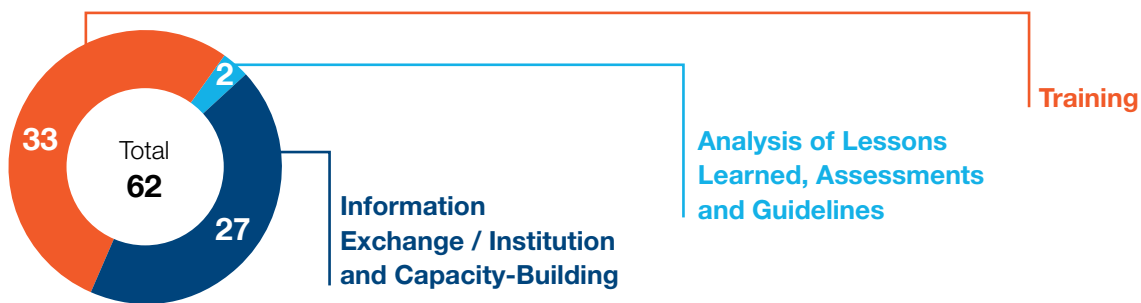 33
Total
62
2
27
Training
Analysis of Lessons
Learned, Assessments
and Guidelines
Information
Exchange / Institution
and Capacity-Building